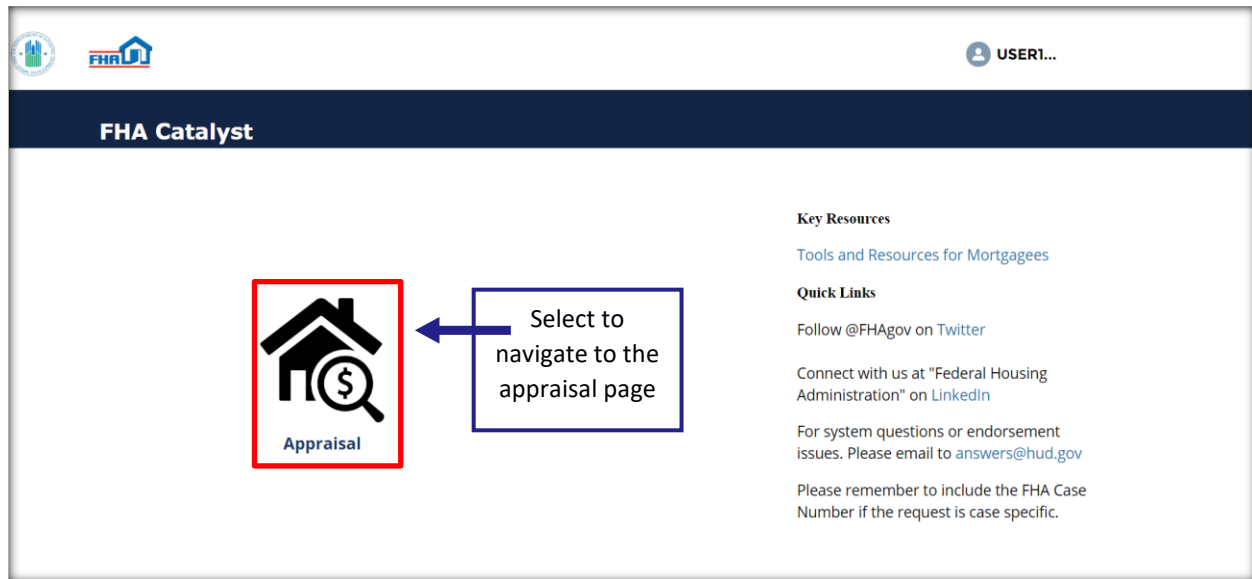 FHA
USER1...
FHA Catalyst
Key Resources
Tools and Resources for Mortgagees
Quick Links
Follow @FHAgov on Twitter
Connect with us at "Federal Housing
Administration" on LinkedIn
For system questions or endorsement
issues. Please email to answers@hud.gov
Please remember to include the FHA Case
Number if the request is case specific.
$
Appraisal
Select to
navigate to the
appraisal page